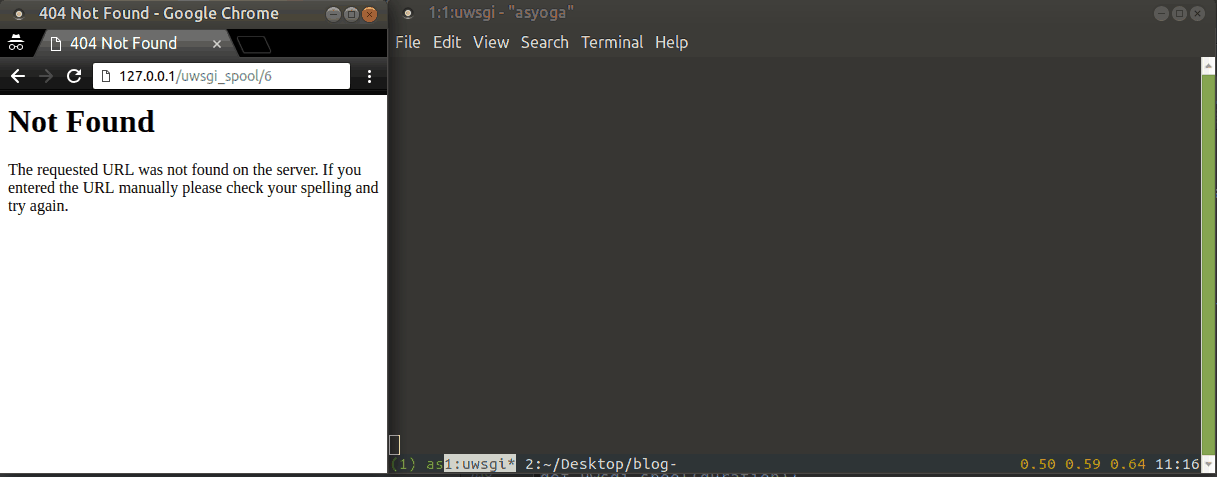 404 Not Found - Google Chrome
404 Not Found
127.0.0.1/uwsgi_spool/6
Not Found
The requested URL was not found on the server. If you
entered the URL manually please check your spelling and
try again.
1:1:uwsgi - "asyoga"
File Edit View Search Terminal Help
(1) as1:uwsgi* 2:~/Desktop/blog- 0.50 0.59 0.64 11:16